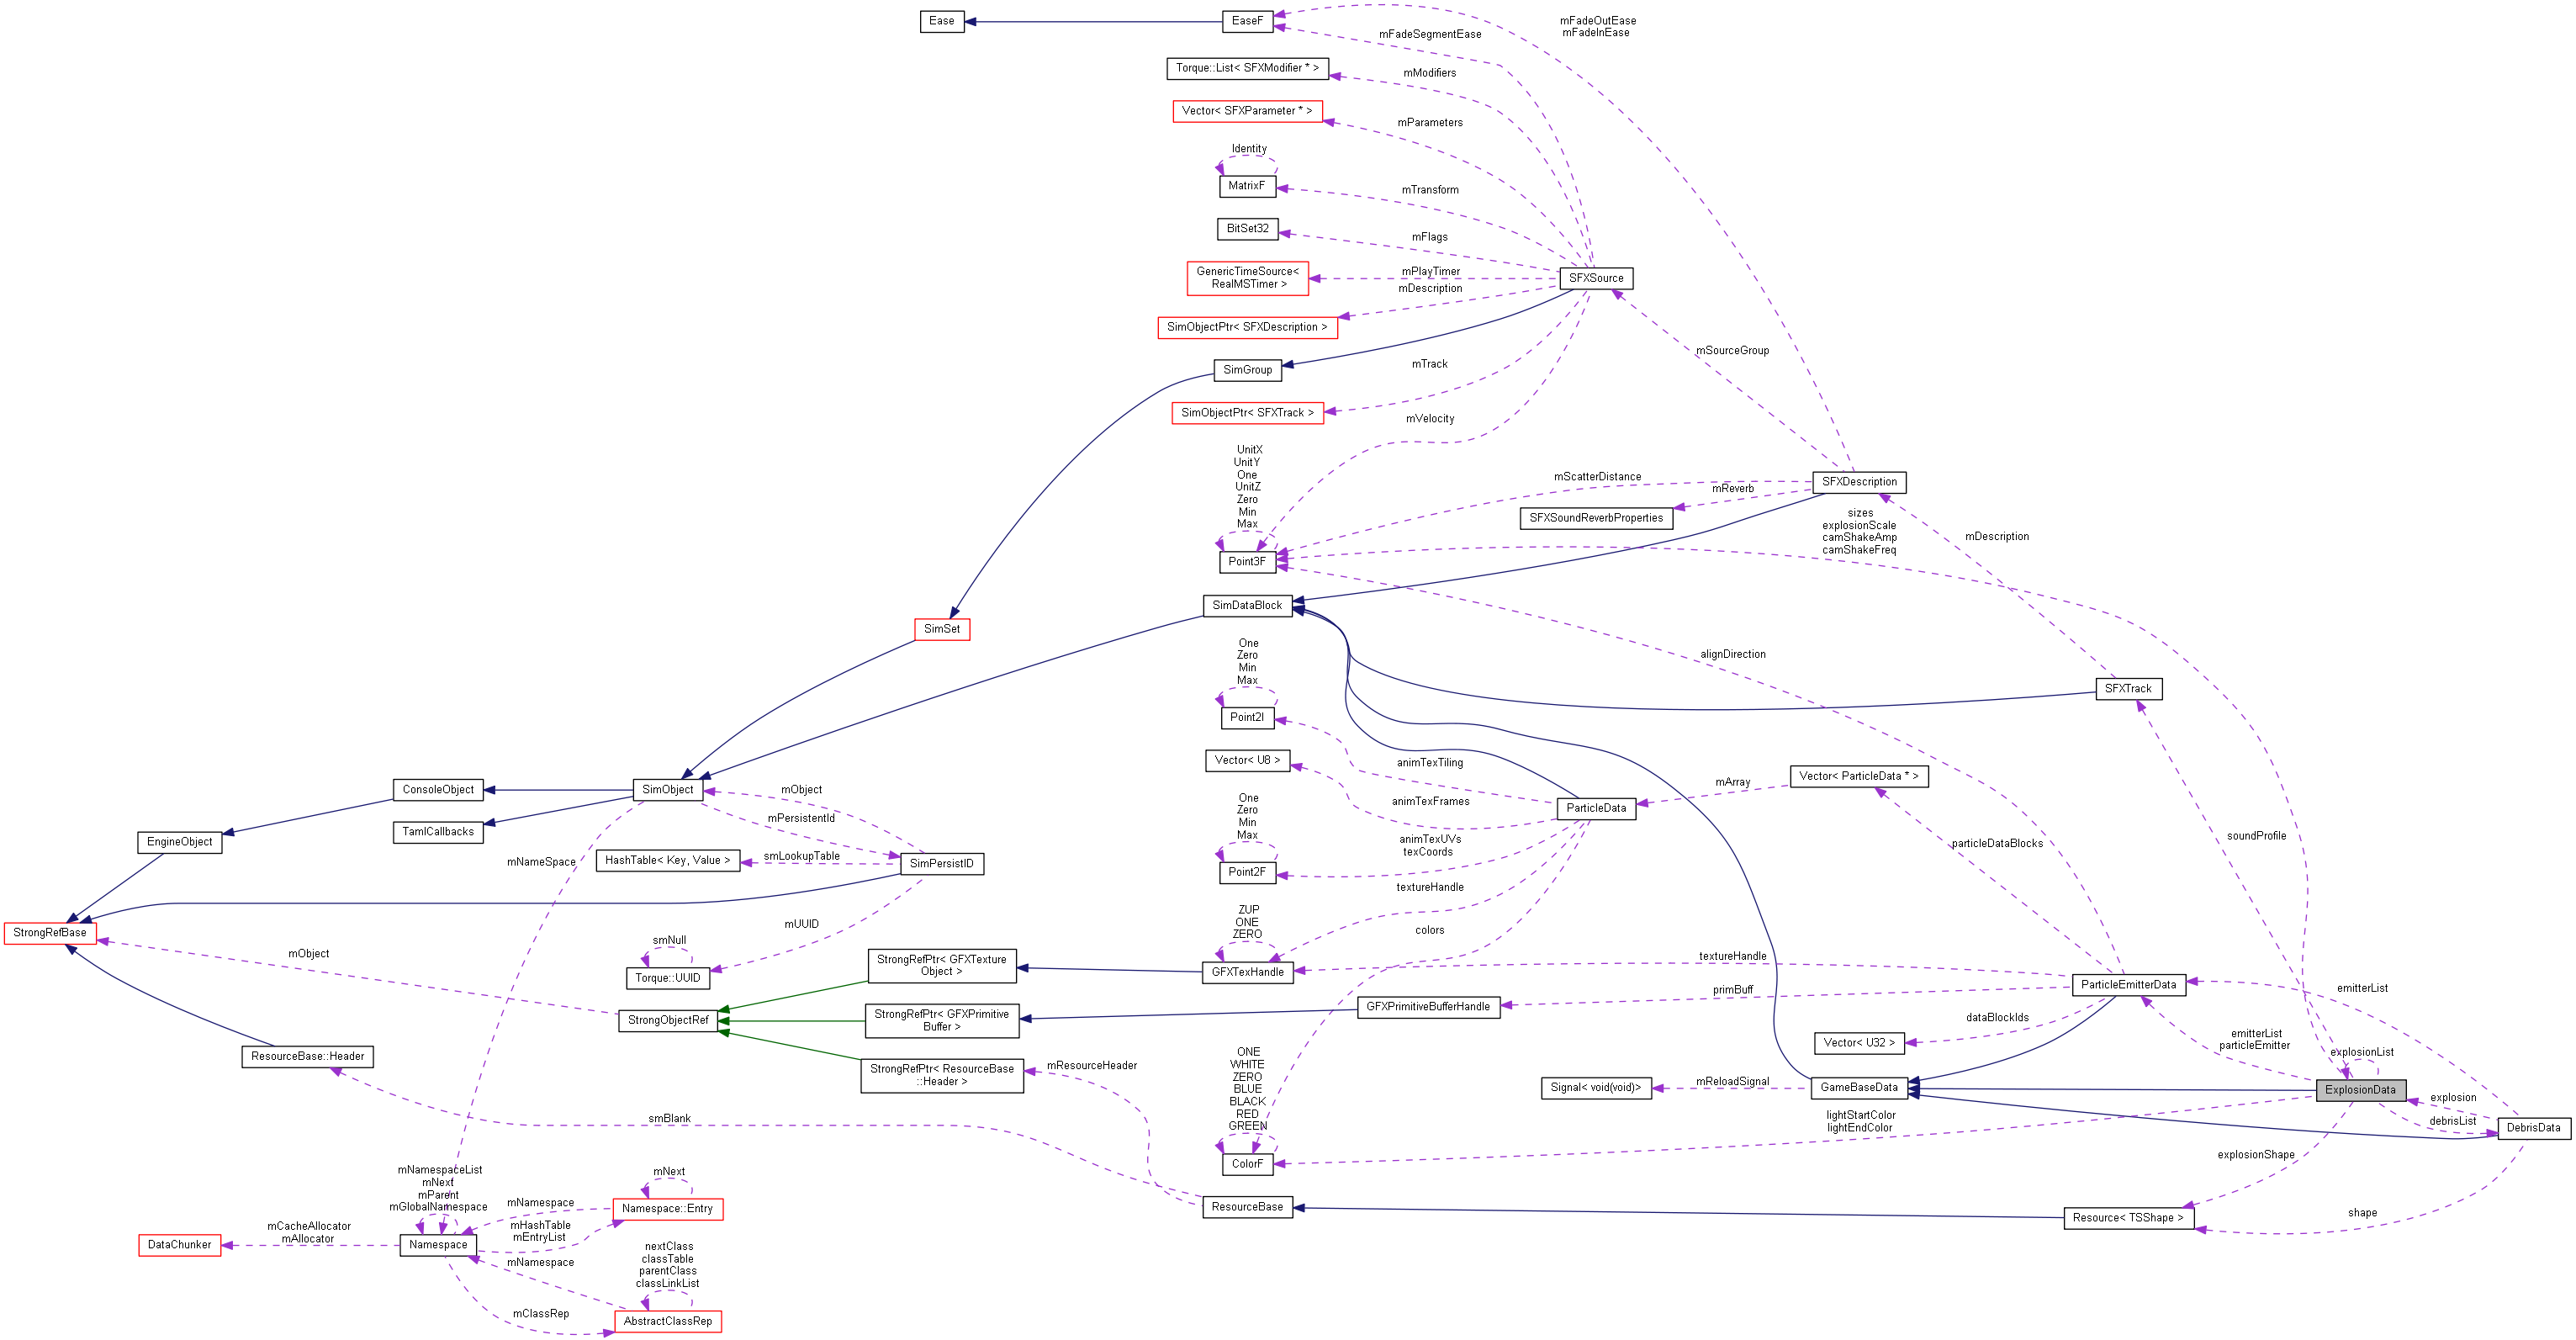 Ease
EaseF
mFadeOutEase
mFadeInEase
mFadeSegmentEase
Torque::List< SFXModifier * >
mModifiers
Vector< SFXParameter * >
mParameters
Identity
MatrixF
mTransform
BitSet32
mFlags
GenericTimeSource<
RealMSTimer >
mPlayTimer
SFXSource
mDescription
SimObjectPtr< SFXDescription >
mSourceGroup
SimGroup
mTrack
SimObjectPtr< SFXTrack >
mVelocity
UnitX
UnitY
One
UnitZ
Zero
Min
Max
Point3F
mScatterDistance
mReverb
SFXDescription
SFXSoundReverbProperties
sizes
explosionScale
camShakeAmp
camShakeFreq
mDescription
SimDataBlock
SimSet
One
Zero
Min
Max
Point2I
alignDirection
SFXTrack
Vector< U8 >
animTexTiling
Vector< ParticleData * >
mArray
ConsoleObject
SimObject
mObject
animTexFrames
ParticleData
TamlCallbacks
mPersistentId
EngineObject
One
Zero
Min
Max
Point2F
animTexUVs
texCoords
particleDataBlocks
soundProfile
mNameSpace
HashTable< Key, Value >
smLookupTable
SimPersistID
textureHandle
StrongRefBase
mUUID
ZUP
ONE
ZERO
GFXTexHandle
colors
mObject
smNull
Torque::UUID
StrongRefPtr< GFXTexture
Object >
textureHandle
ParticleEmitterData
emitterList
primBuff
GFXPrimitiveBufferHandle
StrongObjectRef
StrongRefPtr< GFXPrimitive
Buffer >
dataBlockIds
Vector< U32 >
emitterList
particleEmitter
explosionList
ResourceBase::Header
StrongRefPtr< ResourceBase
::Header >
mResourceHeader
ONE
WHITE
ZERO
BLUE
BLACK
RED
GREEN
ColorF
Signal< void(void)>
mReloadSignal
GameBaseData
ExplosionData
explosion
debrisList
DebrisData
smBlank
lightStartColor
lightEndColor
explosionShape
mNamespaceList
mNext
mParent
mGlobalNamespace
Namespace
mNext
mNamespace
Namespace::Entry
mHashTable
mEntryList
ResourceBase
Resource< TSShape >
shape
DataChunker
mCacheAllocator
mAllocator
mNamespace
nextClass
classTable
parentClass
classLinkList
mClassRep
AbstractClassRep